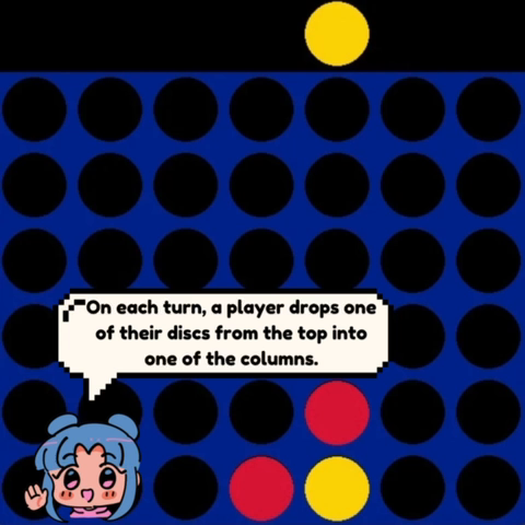 "On each turn, a player drops one
of their discs from the top into
one of the columns.